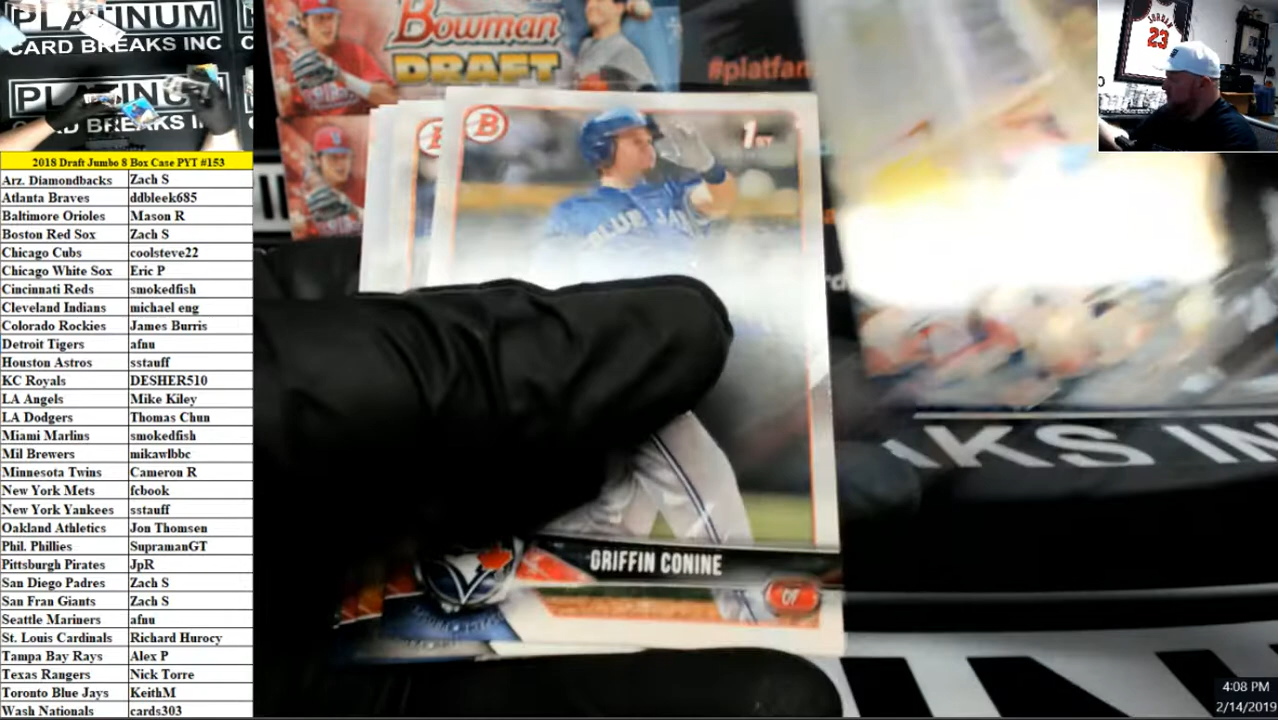 PLATINUM
CARD BREAKS INC
PLATINUM
CARD BREAKS IN
2018 Draft Jumbo 8 Box Case PYT #153
Arz. Diamondbacks Zach S
Atlanta Braves ddbleek685
Baltimore Orioles Mason R
Boston Red Sox Zach S
Chicago Cubs coolsteve22
Chicago White Sox Eric P
Cincinnati Reds smokedfish
Cleveland Indians michael eng
Colorado Rockies James Burris
Detroit Tigers afnu
Houston Astros sstauff
KC Royals DESHER510
LA Angels Mike Kiley
LA Dodgers Thomas Chun
Miami Marlins smokedfish
Mil Brewers mikawlbbc
Minnesota Twins Cameron R
New York Mets fcbook
New York Yankees sstauff
Oakland Athletics Jon Thomsen
Phil. Phillies SupramanGT
Pittsburgh Pirates JpR
San Diego Padres Zach S
San Fran Giants Zach S
Seattle Mariners afnu
St. Louis Cardinals Richard Hurocy
Tampa Bay Rays Alex P
Texas Rangers Nick Torre
Toronto Blue Jays KeithM
Wash Nationals cards303
Bowman
DRAFT
#platfam
B
B
1ST
BLUE JAY
GRIFFIN CONINE
OF
JORDAN
23
AKS IN
4:08 PM
2/14/2019